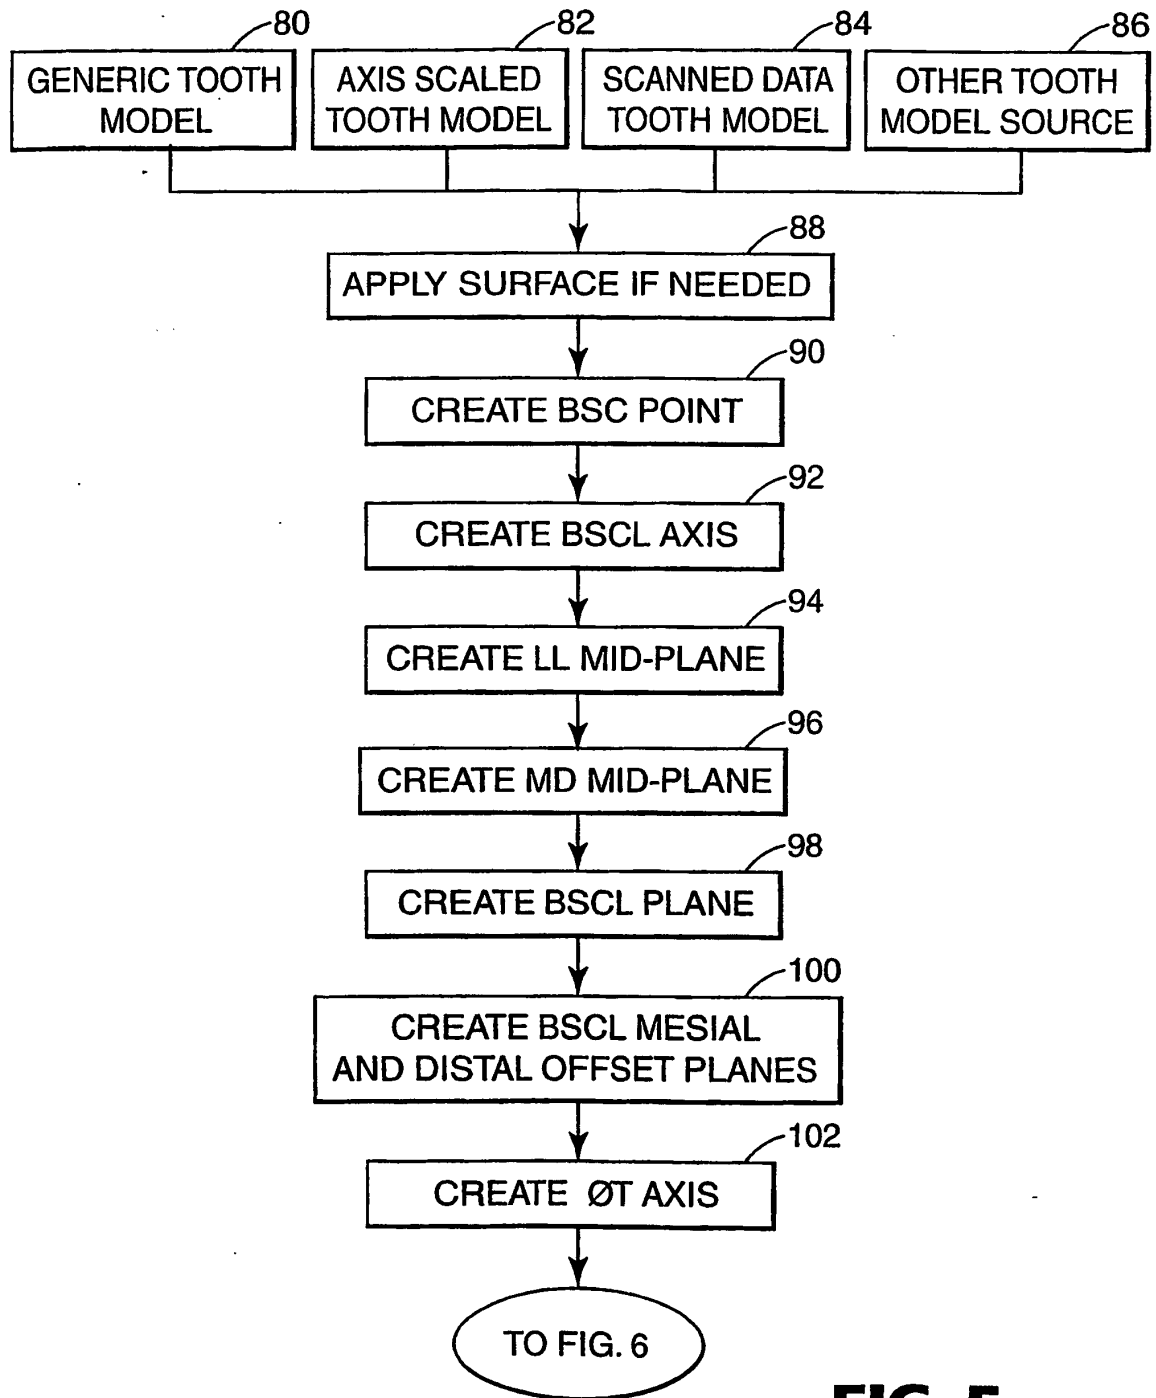 80
82
84
86
GENERIC TOOTH
MODEL
AXIS SCALED
TOOTH MODEL
SCANNED DATA
TOOTH MODEL
OTHER TOOTH
MODEL SOURCE
88
APPLY SURFACE IF NEEDED
90
CREATE BSC POINT
92
CREATE BSCL AXIS
94
CREATE LL MID-PLANE
96
CREATE MD MID-PLANE
98
CREATE BSCL PLANE
100
CREATE BSCL MESIAL
AND DISTAL OFFSET PLANES
102
CREATE ØT AXIS
TO FIG. 6